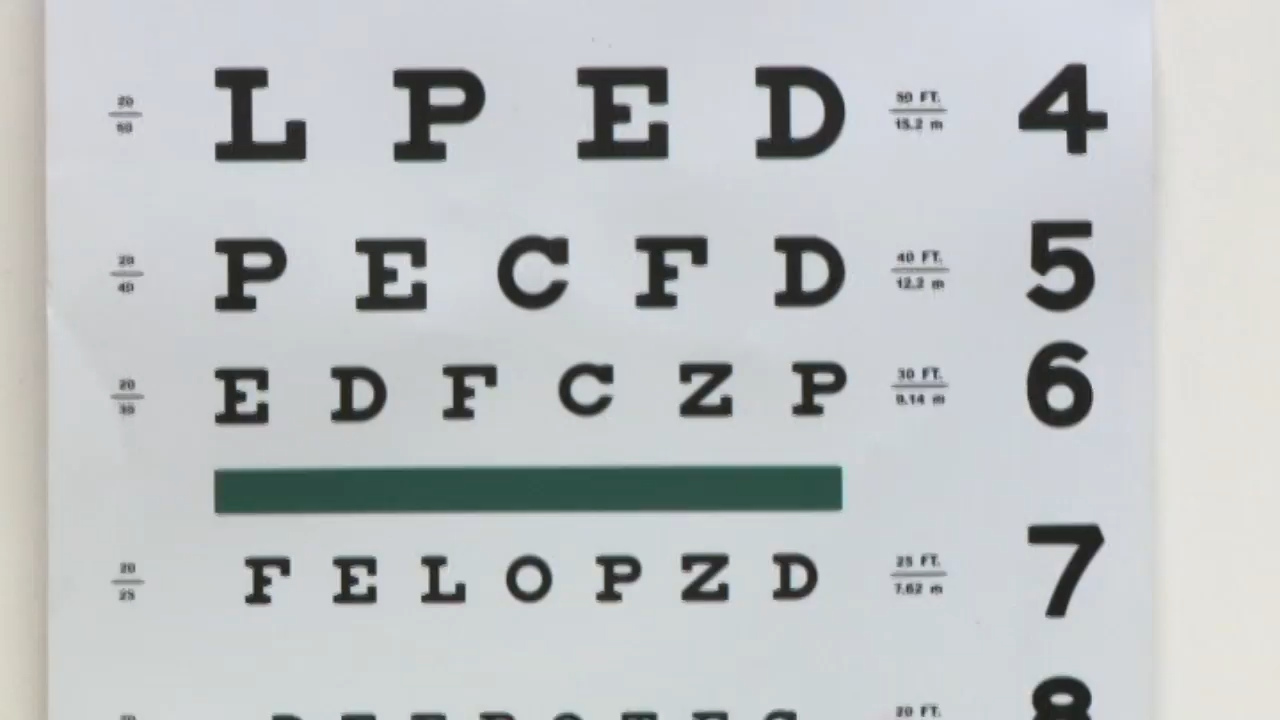 20/50 L P E D 50 FT. 15.2 m 4
20/40 P E C F D 40 FT. 12.2 m 5
20/30 E D F C Z P 30 FT. 9.14 m 6
20/25 F E L O P Z D 25 FT. 7.62 m 7
20 FT. 8